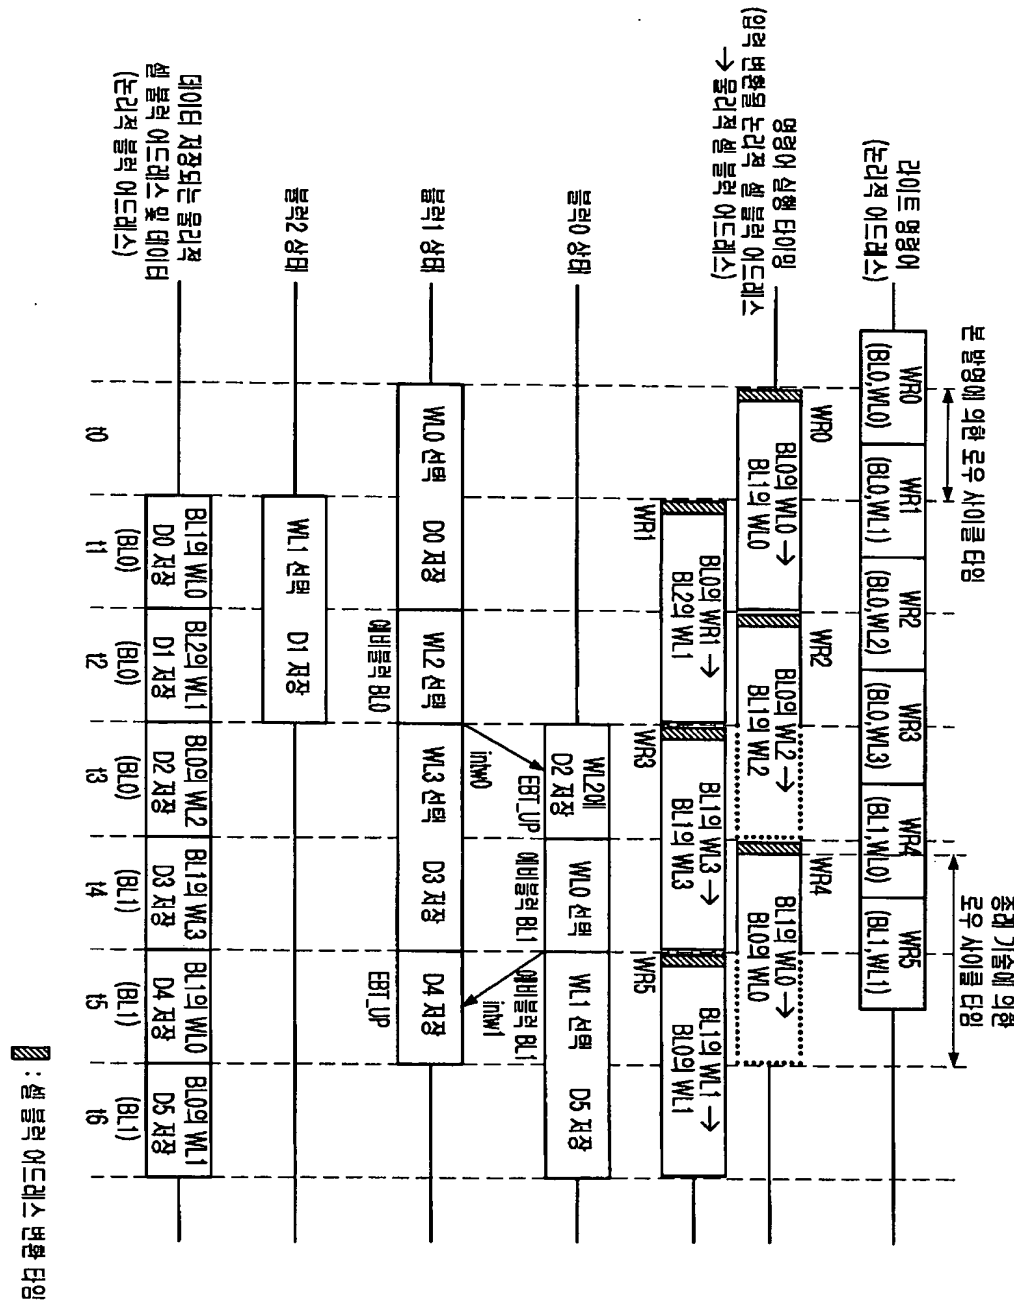 본 발명에 의한 로우 사이클 타임
종래 기술에 의한
로우 사이클 타임
라이트 명령어
(논리적 어드레스)
WR0
(BL0,WL0)
WR1
(BL0,WL1)
WR2
(BL0,WL2)
WR3
(BL0,WL3)
WR4
(BL1,WL0)
WR5
(BL1,WL1)
명령어 실행 타이밍
(입력 변환될 논리적 셀 블럭 어드레스
→ 물리적 셀 블럭 어드레스)
WR0
BL0의 WL0 →
BL1의 WL0
WR2
BL0의 WL2 →
BL1의 WL2
WR4
BL1의 WL0 →
BL0의 WL0
BL0의 WR1 →
BL2의 WL1
WR1
BL1의 WL3 →
BL1의 WL3
WR3
BL1의 WL1 →
BL0의 WL1
WR5
블럭0 상태
WL2에
D2 저장
WL0 선택
WL1 선택
D5 저장
EBT_UP
예비블럭 BL1
예비블럭 BL1
intw0
intw1
블럭1 상태
WL0 선택
D0 저장
WL2 선택
WL3 선택
D3 저장
D4 저장
예비블럭 BL0
EBT_UP
블럭2 상태
WL1 선택
D1 저장
데이터 저장되는 물리적
셀 블럭 어드레스 및 데이터
(논리적 블럭 어드레스)
BL1의 WL0
D0 저장
(BL0)
BL2의 WL1
D1 저장
(BL0)
BL0의 WL2
D2 저장
(BL0)
BL1의 WL3
D3 저장
(BL1)
BL1의 WL0
D4 저장
(BL1)
BL0의 WL1
D5 저장
(BL1)
t0
t1
t2
t3
t4
t5
t6
: 셀 블럭 어드레스 변환 타임